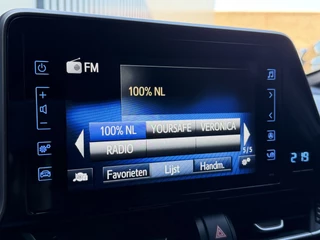 FM
100% NL
100% NL YOURSAFE VERONICA
RADIO
5/5
Favorieten Lijst Handm.
2:19